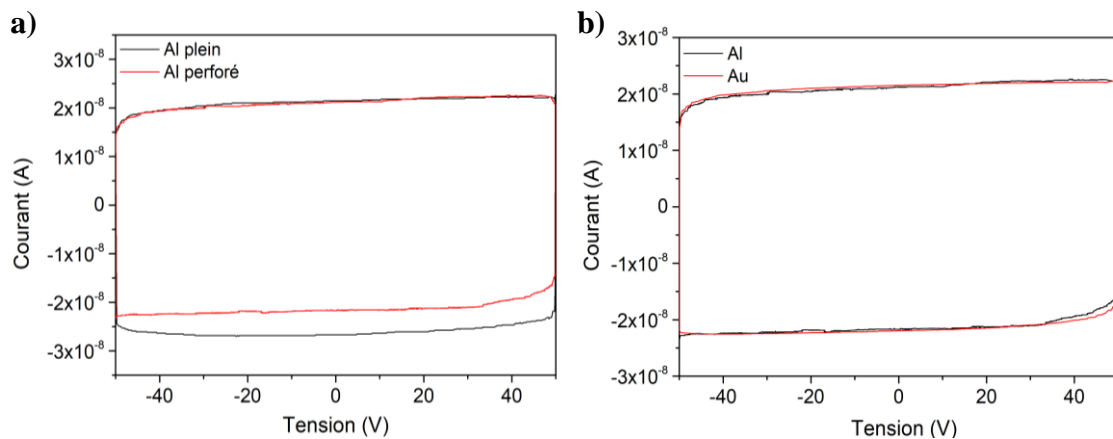 a)
Al plein
Al perforé
3x10⁻⁸
2x10⁻⁸
1x10⁻⁸
0
-1x10⁻⁸
-2x10⁻⁸
-3x10⁻⁸
Courant (A)
-40 -20 0 20 40
Tension (V)
b)
Al
Au
3x10⁻⁸
2x10⁻⁸
1x10⁻⁸
0
-1x10⁻⁸
-2x10⁻⁸
-3x10⁻⁸
Courant (A)
-40 -20 0 20 40
Tension (V)